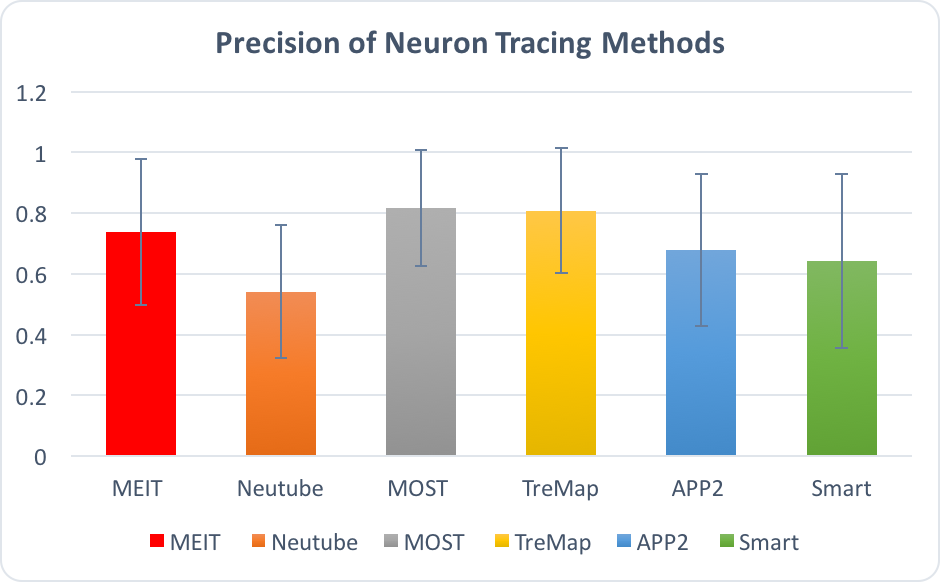 Precision of Neuron Tracing Methods
1.2
1
0.8
0.6
0.4
0.2
0
MEIT Neutube MOST TreMap APP2 Smart
MEIT Neutube MOST TreMap APP2 Smart